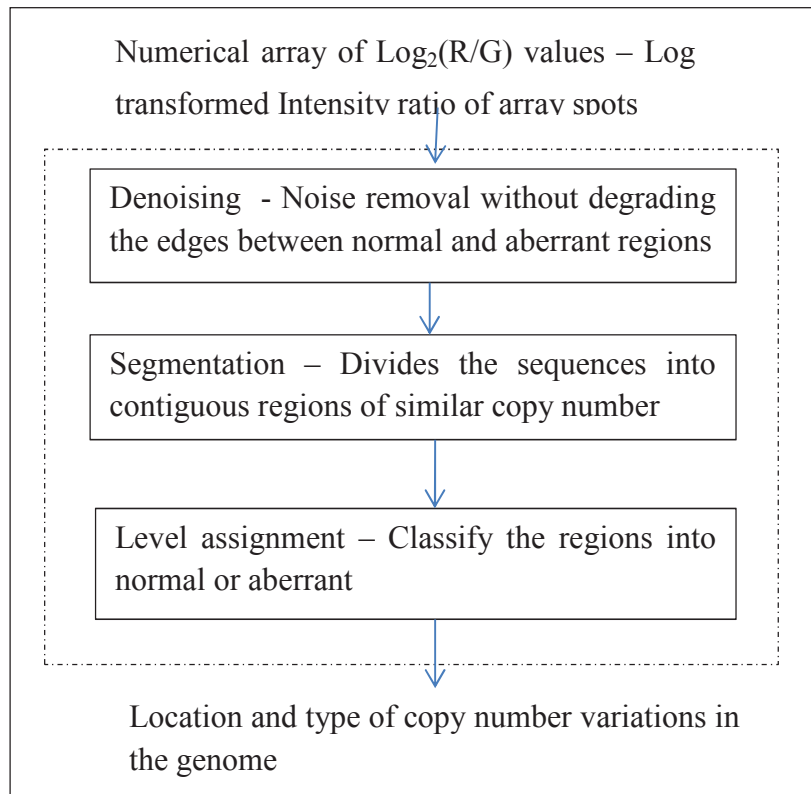 Numerical array of Log2(R/G) values – Log
transformed Intensity ratio of array spots
Denoising - Noise removal without degrading
the edges between normal and aberrant regions
Segmentation – Divides the sequences into
contiguous regions of similar copy number
Level assignment – Classify the regions into
normal or aberrant
Location and type of copy number variations in
the genome